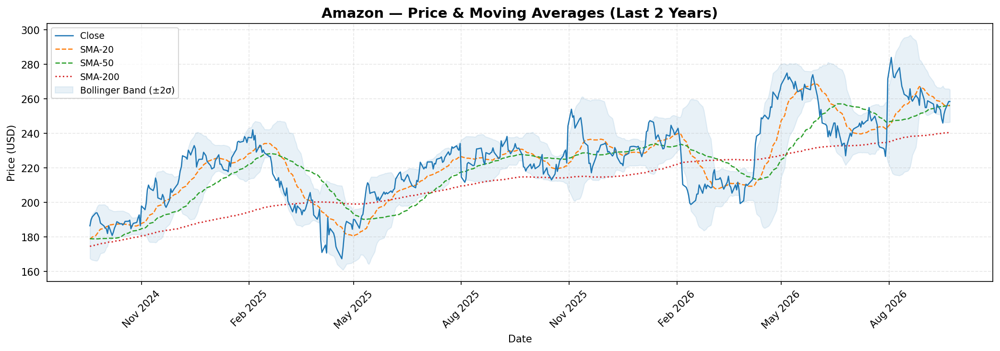 Amazon — Price & Moving Averages (Last 2 Years)
Close
SMA-20
SMA-50
SMA-200
Bollinger Band (±2σ)
300
280
260
240
220
200
180
160
Price (USD)
Nov 2024
Feb 2025
May 2025
Aug 2025
Nov 2025
Feb 2026
May 2026
Aug 2026
Date